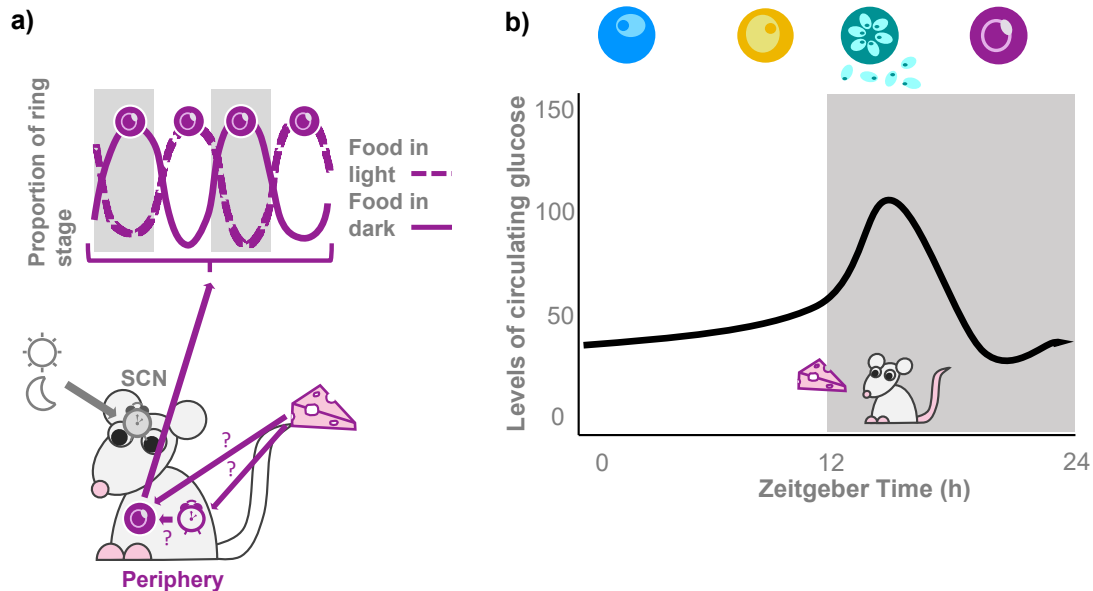 a)
Proportion of ring
stage
Food in
light
Food in
dark
SCN
?
?
?
Periphery
b)
Levels of circulating glucose
150
100
50
0
0
12
24
Zeitgeber Time (h)